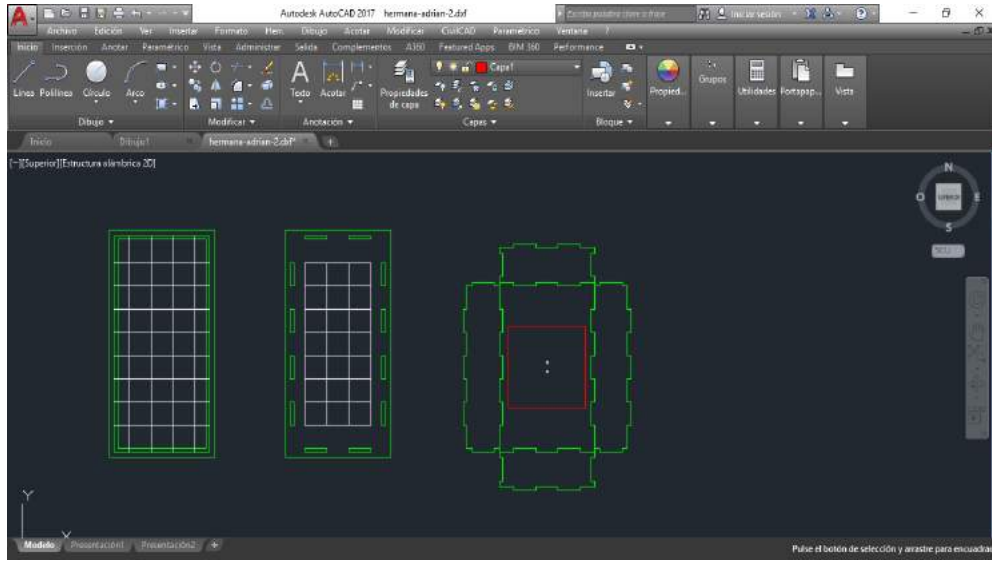 Autodesk AutoCAD 2017 hermana-adrian-2.dxf
Iniciar sesión
Archivo Edición Ver Insertar Formato Herr. Dibujo Acotar Modificar CivilCAD Parametrico Ventana ?
Inicio Inserción Anotar Paramétrico Vista Administrar Salida Complementos A360 Featured Apps BIM 360 Performance
Capa1
Línea Polilínea Círculo Arco
Texto Acotar
Propiedades de capa
Insertar
Propied...
Grupos
Utilidades
Portapap...
Vista
Dibujo Modificar Anotación Capas Bloque
Inicio Dibujo1 hermana-adrian-2.dxf* +
[−][Superior][Estructura alámbrica 2D]
N
O SUPERIOR E
S
Y
X
Modelo Presentación1 Presentación2 +
Pulse el botón de selección y arrastre para encuadrar